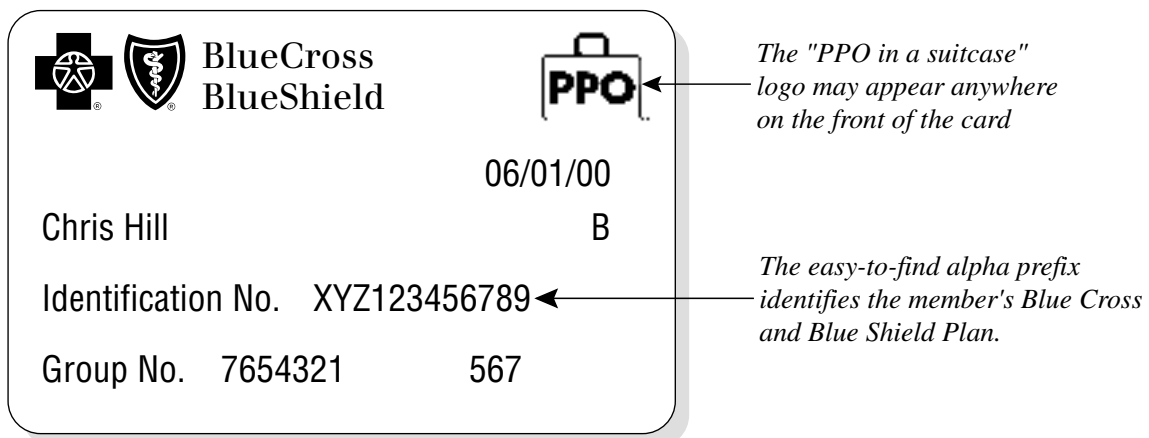 BlueCross
BlueShield
PPO
The "PPO in a suitcase"
logo may appear anywhere
on the front of the card
06/01/00
Chris Hill B
Identification No. XYZ123456789
The easy-to-find alpha prefix
identifies the member's Blue Cross
and Blue Shield Plan.
Group No. 7654321 567